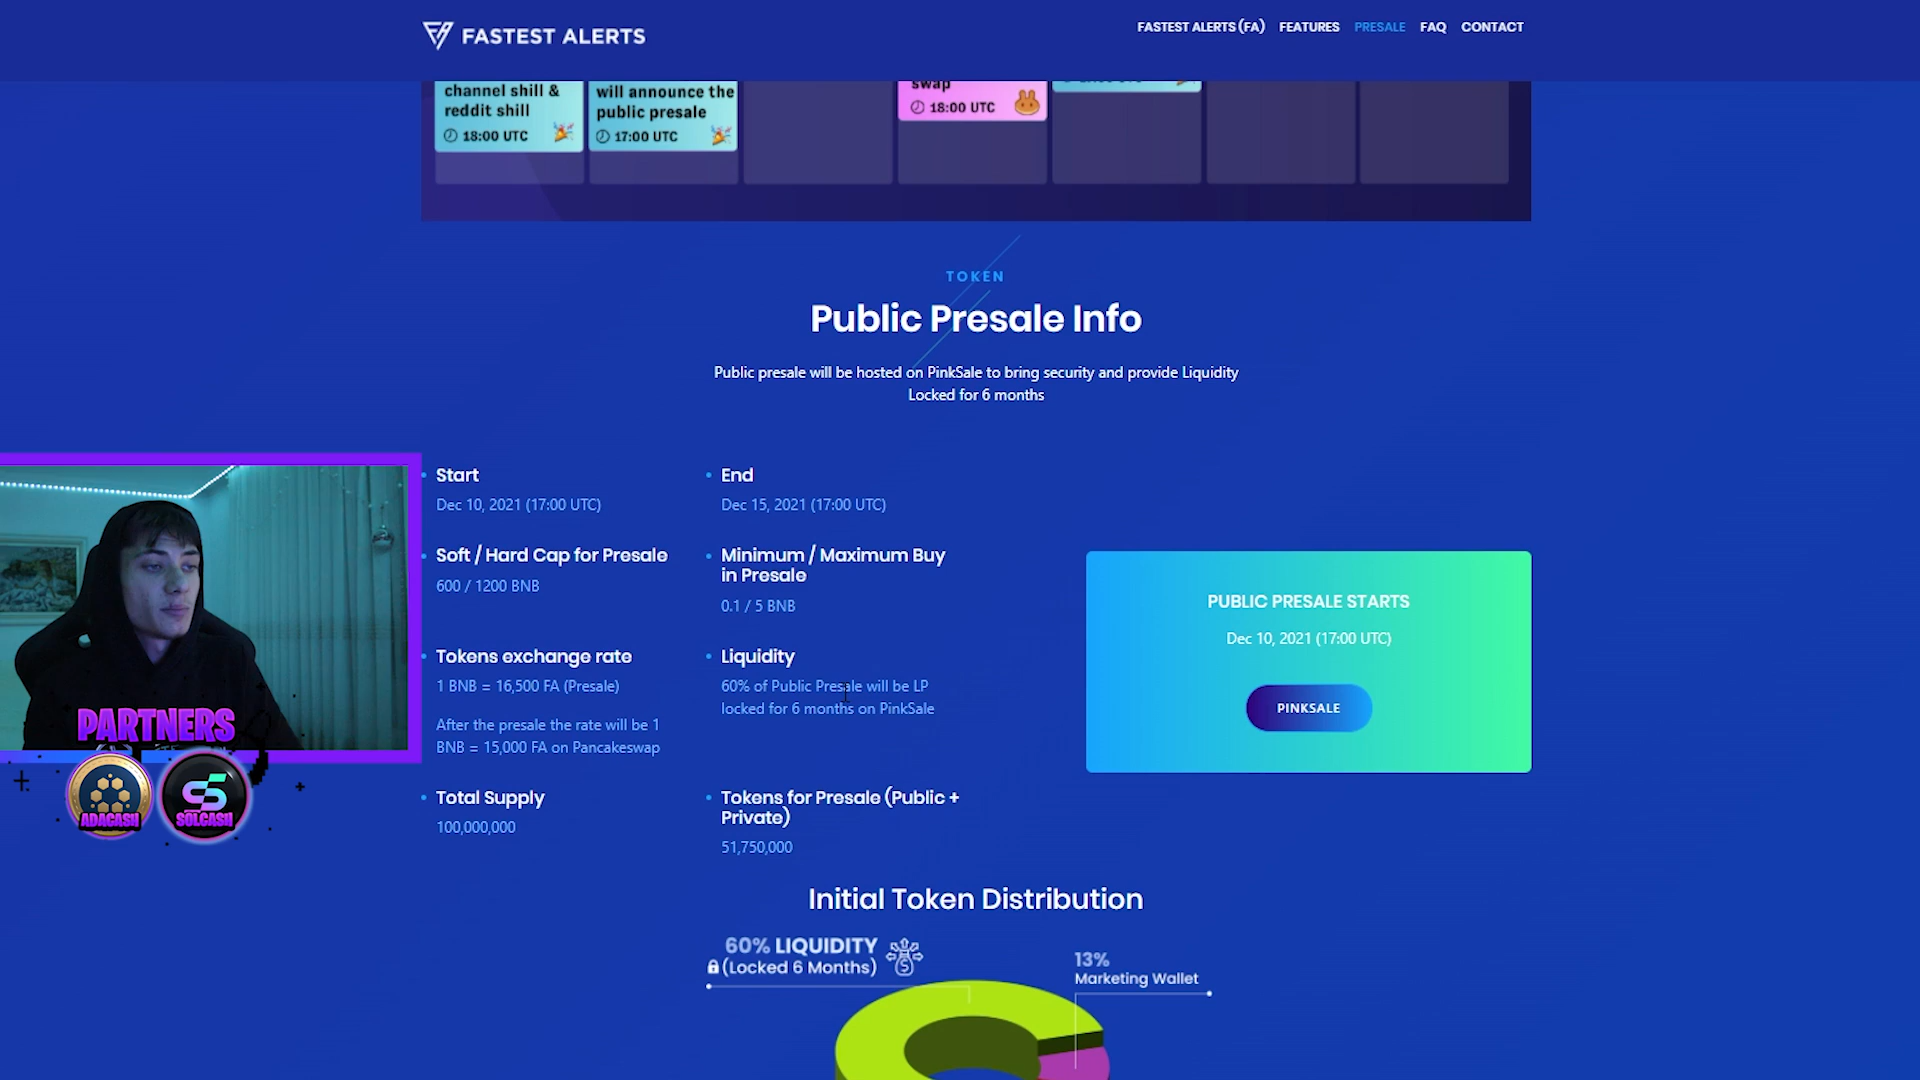 FASTEST ALERTS
FASTEST ALERTS (FA) FEATURES PRESALE FAQ CONTACT
channel shill &
reddit shill
18:00 UTC
will announce the
public presale
17:00 UTC
swap
18:00 UTC
TOKEN
Public Presale Info
Public presale will be hosted on PinkSale to bring security and provide Liquidity
Locked for 6 months
Start
Dec 10, 2021 (17:00 UTC)
End
Dec 15, 2021 (17:00 UTC)
Soft / Hard Cap for Presale
600 / 1200 BNB
Minimum / Maximum Buy
in Presale
0.1 / 5 BNB
Tokens exchange rate
1 BNB = 16,500 FA (Presale)
After the presale the rate will be 1
BNB = 15,000 FA on Pancakeswap
Liquidity
60% of Public Presale will be LP
locked for 6 months on PinkSale
Total Supply
100,000,000
Tokens for Presale (Public +
Private)
51,750,000
PUBLIC PRESALE STARTS
Dec 10, 2021 (17:00 UTC)
PINKSALE
PARTNERS
ADACASH
SOLCASH
Initial Token Distribution
60% LIQUIDITY
(Locked 6 Months)
13%
Marketing Wallet